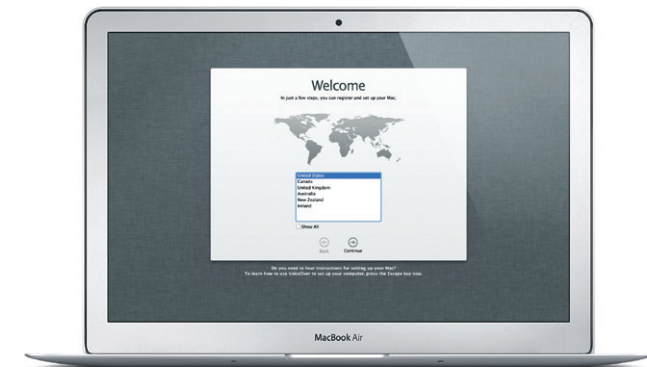 Welcome
In just a few steps, you can register and set up your Mac.
United States
Canada
United Kingdom
Australia
New Zealand
Ireland
Show All
Back
Continue
Do you need to hear instructions for setting up your Mac?
To learn how to use VoiceOver to set up your computer, press the Escape key now.
MacBook Air